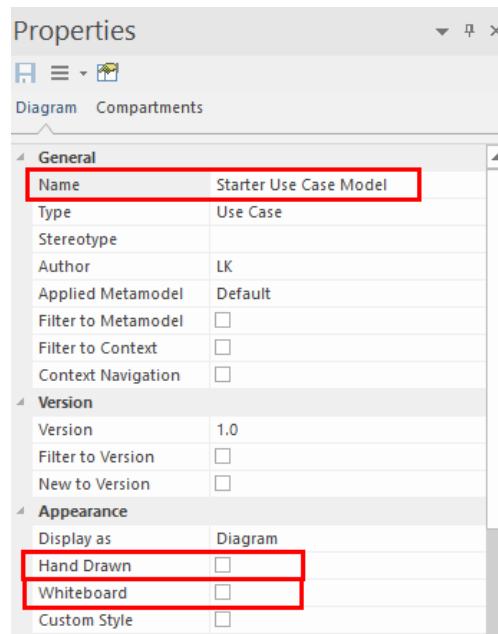 Properties
Diagram Compartments
General
Name Starter Use Case Model
Type Use Case
Stereotype
Author LK
Applied Metamodel Default
Filter to Metamodel
Filter to Context
Context Navigation
Version
Version 1.0
Filter to Version
New to Version
Appearance
Display as Diagram
Hand Drawn
Whiteboard
Custom Style